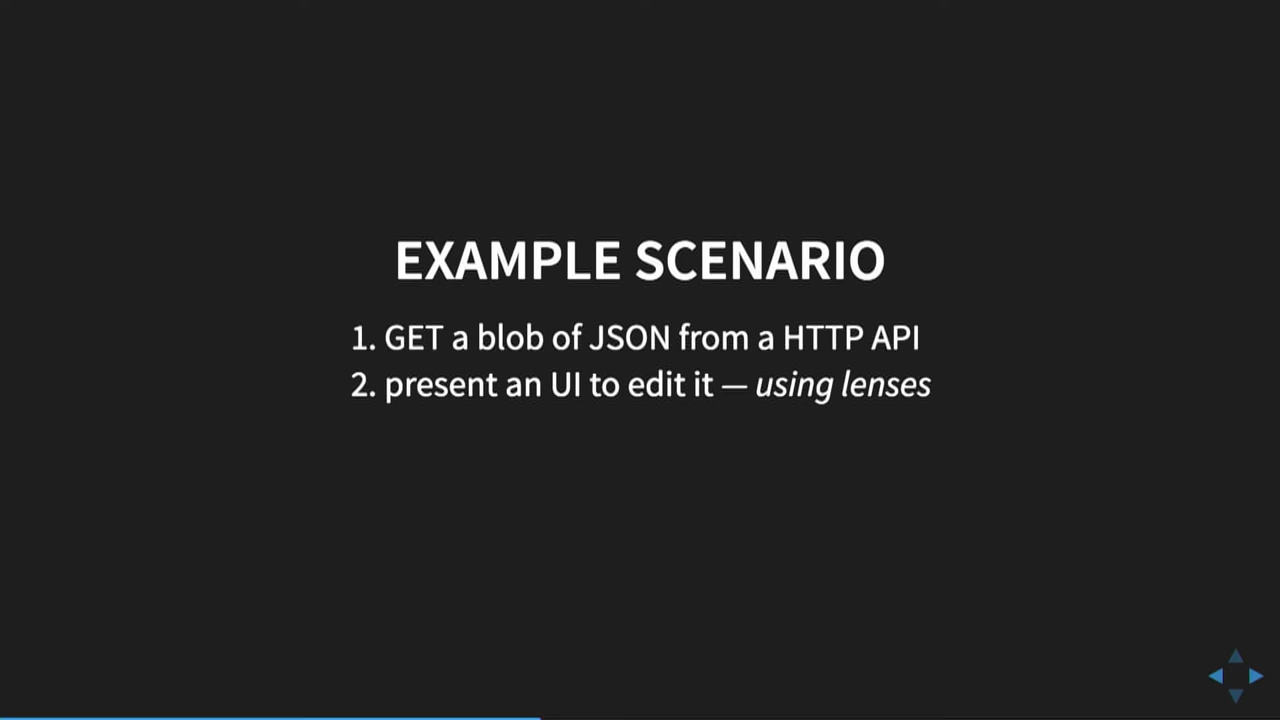 EXAMPLE SCENARIO
1. GET a blob of JSON from a HTTP API
2. present an UI to edit it — using lenses